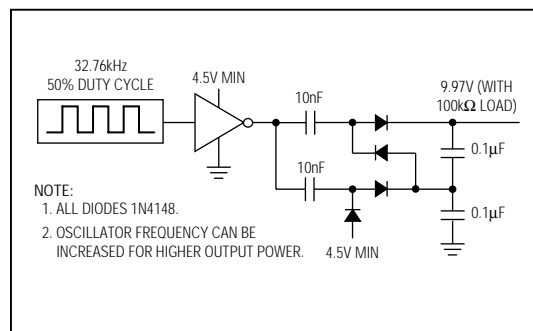 32.76kHz
50% DUTY CYCLE
4.5V MIN
10nF
9.97V (WITH
100kΩ LOAD)
0.1µF
10nF
0.1µF
4.5V MIN
NOTE:
1. ALL DIODES 1N4148.
2. OSCILLATOR FREQUENCY CAN BE
INCREASED FOR HIGHER OUTPUT POWER.